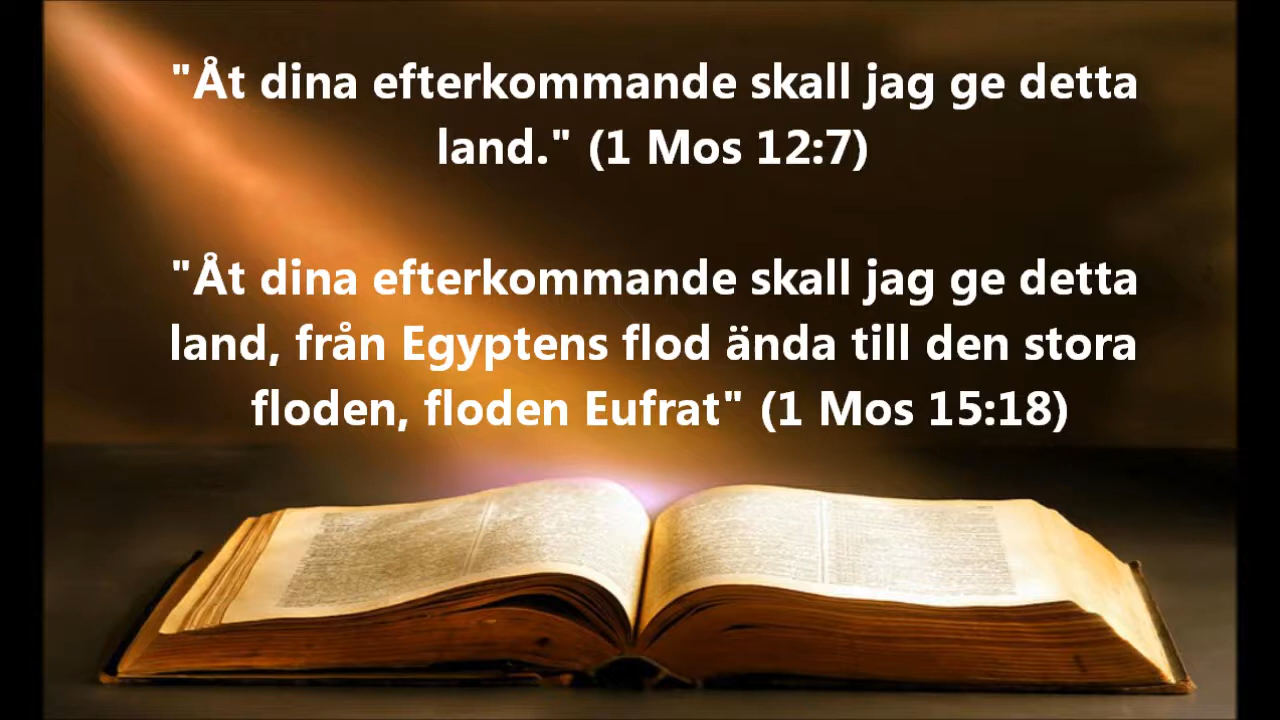 "Åt dina efterkommande skall jag ge detta
land." (1 Mos 12:7)
"Åt dina efterkommande skall jag ge detta
land, från Egyptens flod ända till den stora
floden, floden Eufrat" (1 Mos 15:18)